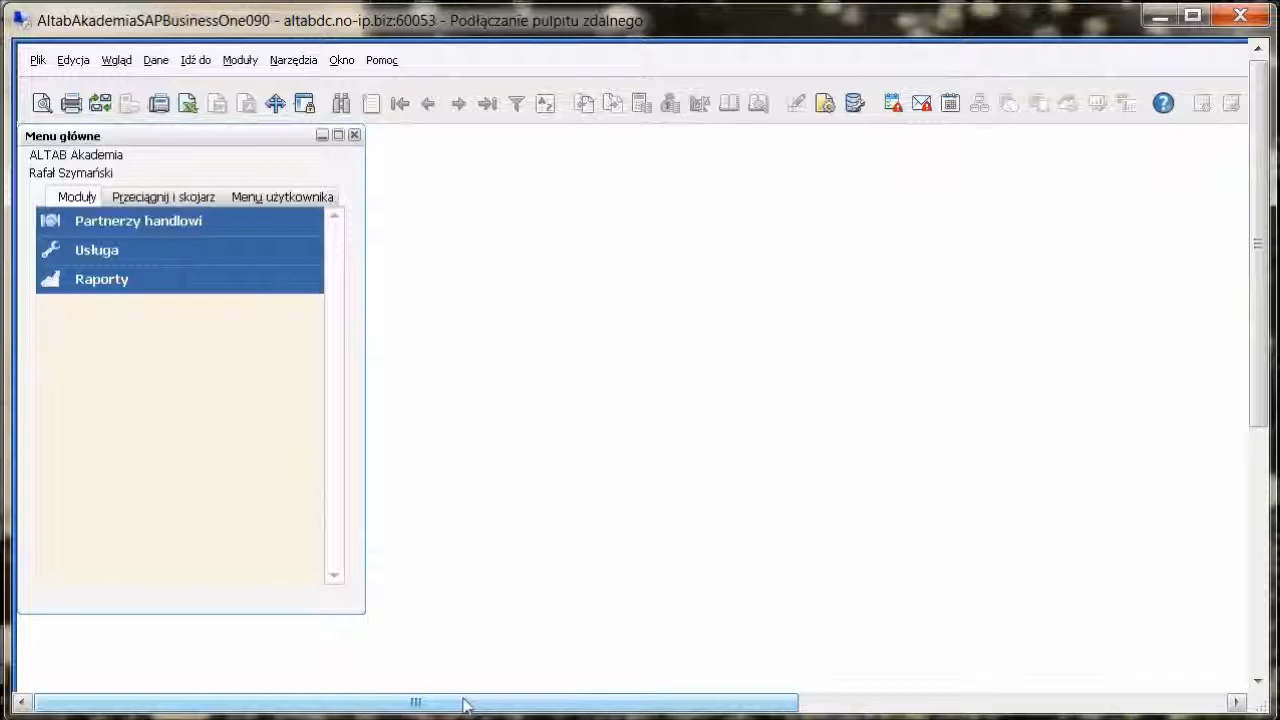 AltabAkademiaSAPBusinessOne090 - altabdc.no-ip.biz:60053 - Podłączanie pulpitu zdalnego
Plik Edycja Wgląd Dane Idź do Moduły Narzędzia Okno Pomoc
Menu główne
ALTAB Akademia
Rafał Szymański
Moduły Przeciągnij i skojarz Menu użytkownika
Partnerzy handlowi
Usługa
Raporty